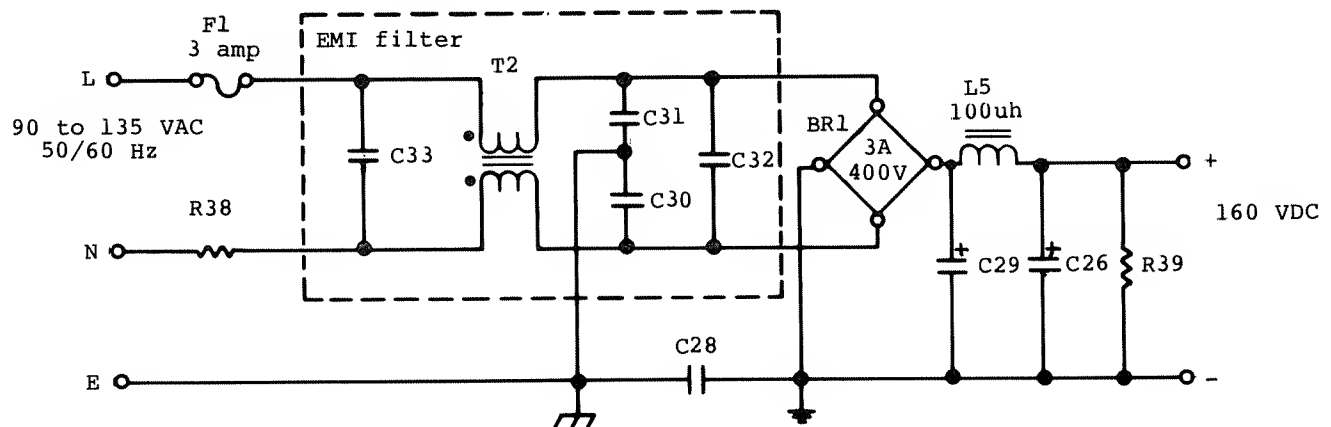 F1
3 amp
EMI filter
T2
L
90 to 135 VAC
50/60 Hz
C33
C31
C30
C32
BR1
3A
400V
L5
100uh
+
160 VDC
R38
N
+
C29
+
C26
R39
C28
E
-